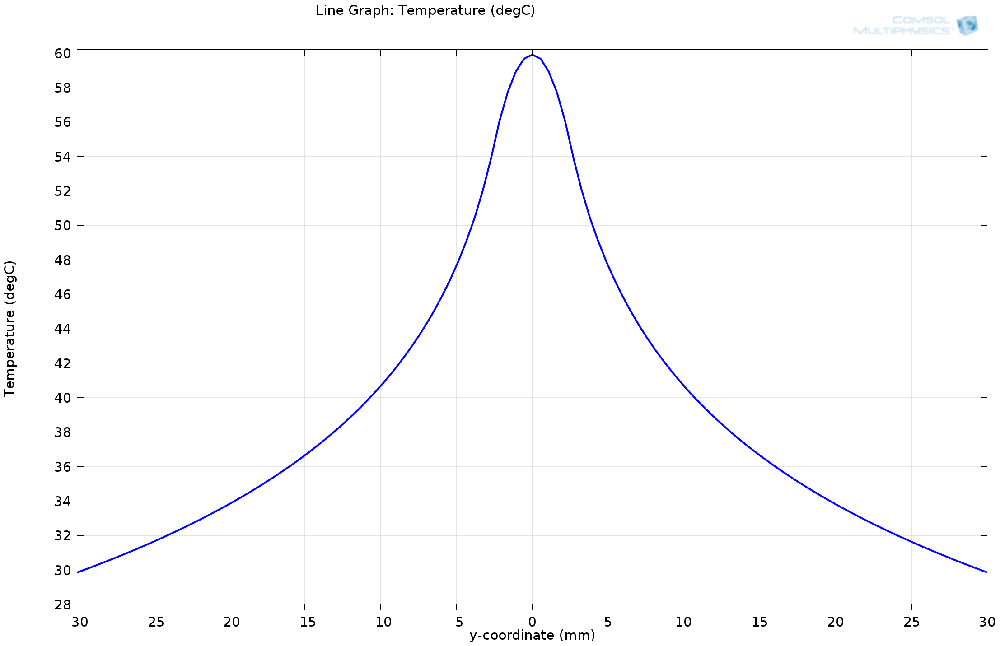 Line Graph: Temperature (degC)
COMSOL
MULTIPHYSICS®
Temperature (degC)
60
58
56
54
52
50
48
46
44
42
40
38
36
34
32
30
28
-30 -25 -20 -15 -10 -5 0 5 10 15 20 25 30
y-coordinate (mm)